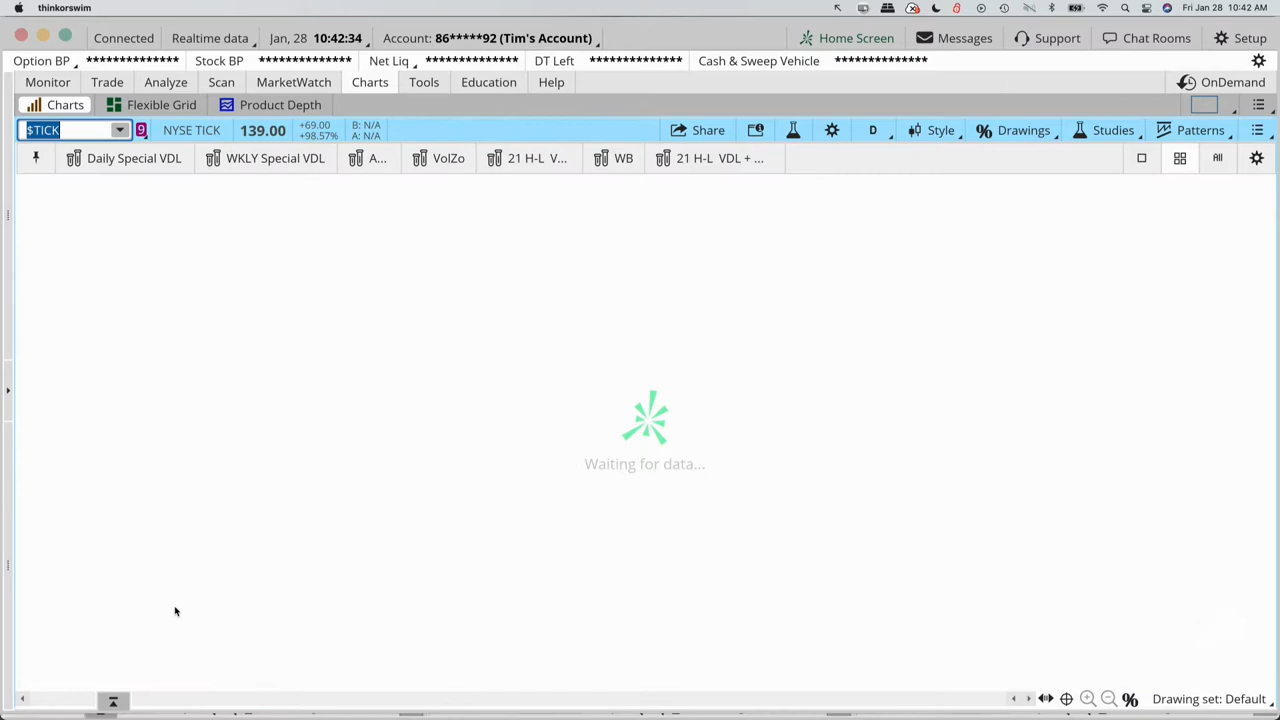 thinkorswim Fri Jan 28 10:42 AM
Connected Realtime data Jan, 28 10:42:34 Account: 86*****92 (Tim's Account) Home Screen Messages Support Chat Rooms Setup
Option BP ************** Stock BP ************** Net Liq ************** DT Left ************** Cash & Sweep Vehicle **************
Monitor Trade Analyze Scan MarketWatch Charts Tools Education Help OnDemand
Charts Flexible Grid Product Depth
$TICK 9 NYSE TICK 139.00 +69.00 B: N/A Share D Style Drawings Studies Patterns
+98.57% A: N/A
Daily Special VDL WKLY Special VDL A... VolZo 21 H-L V... WB 21 H-L VDL + ... All
Waiting for data...
Drawing set: Default